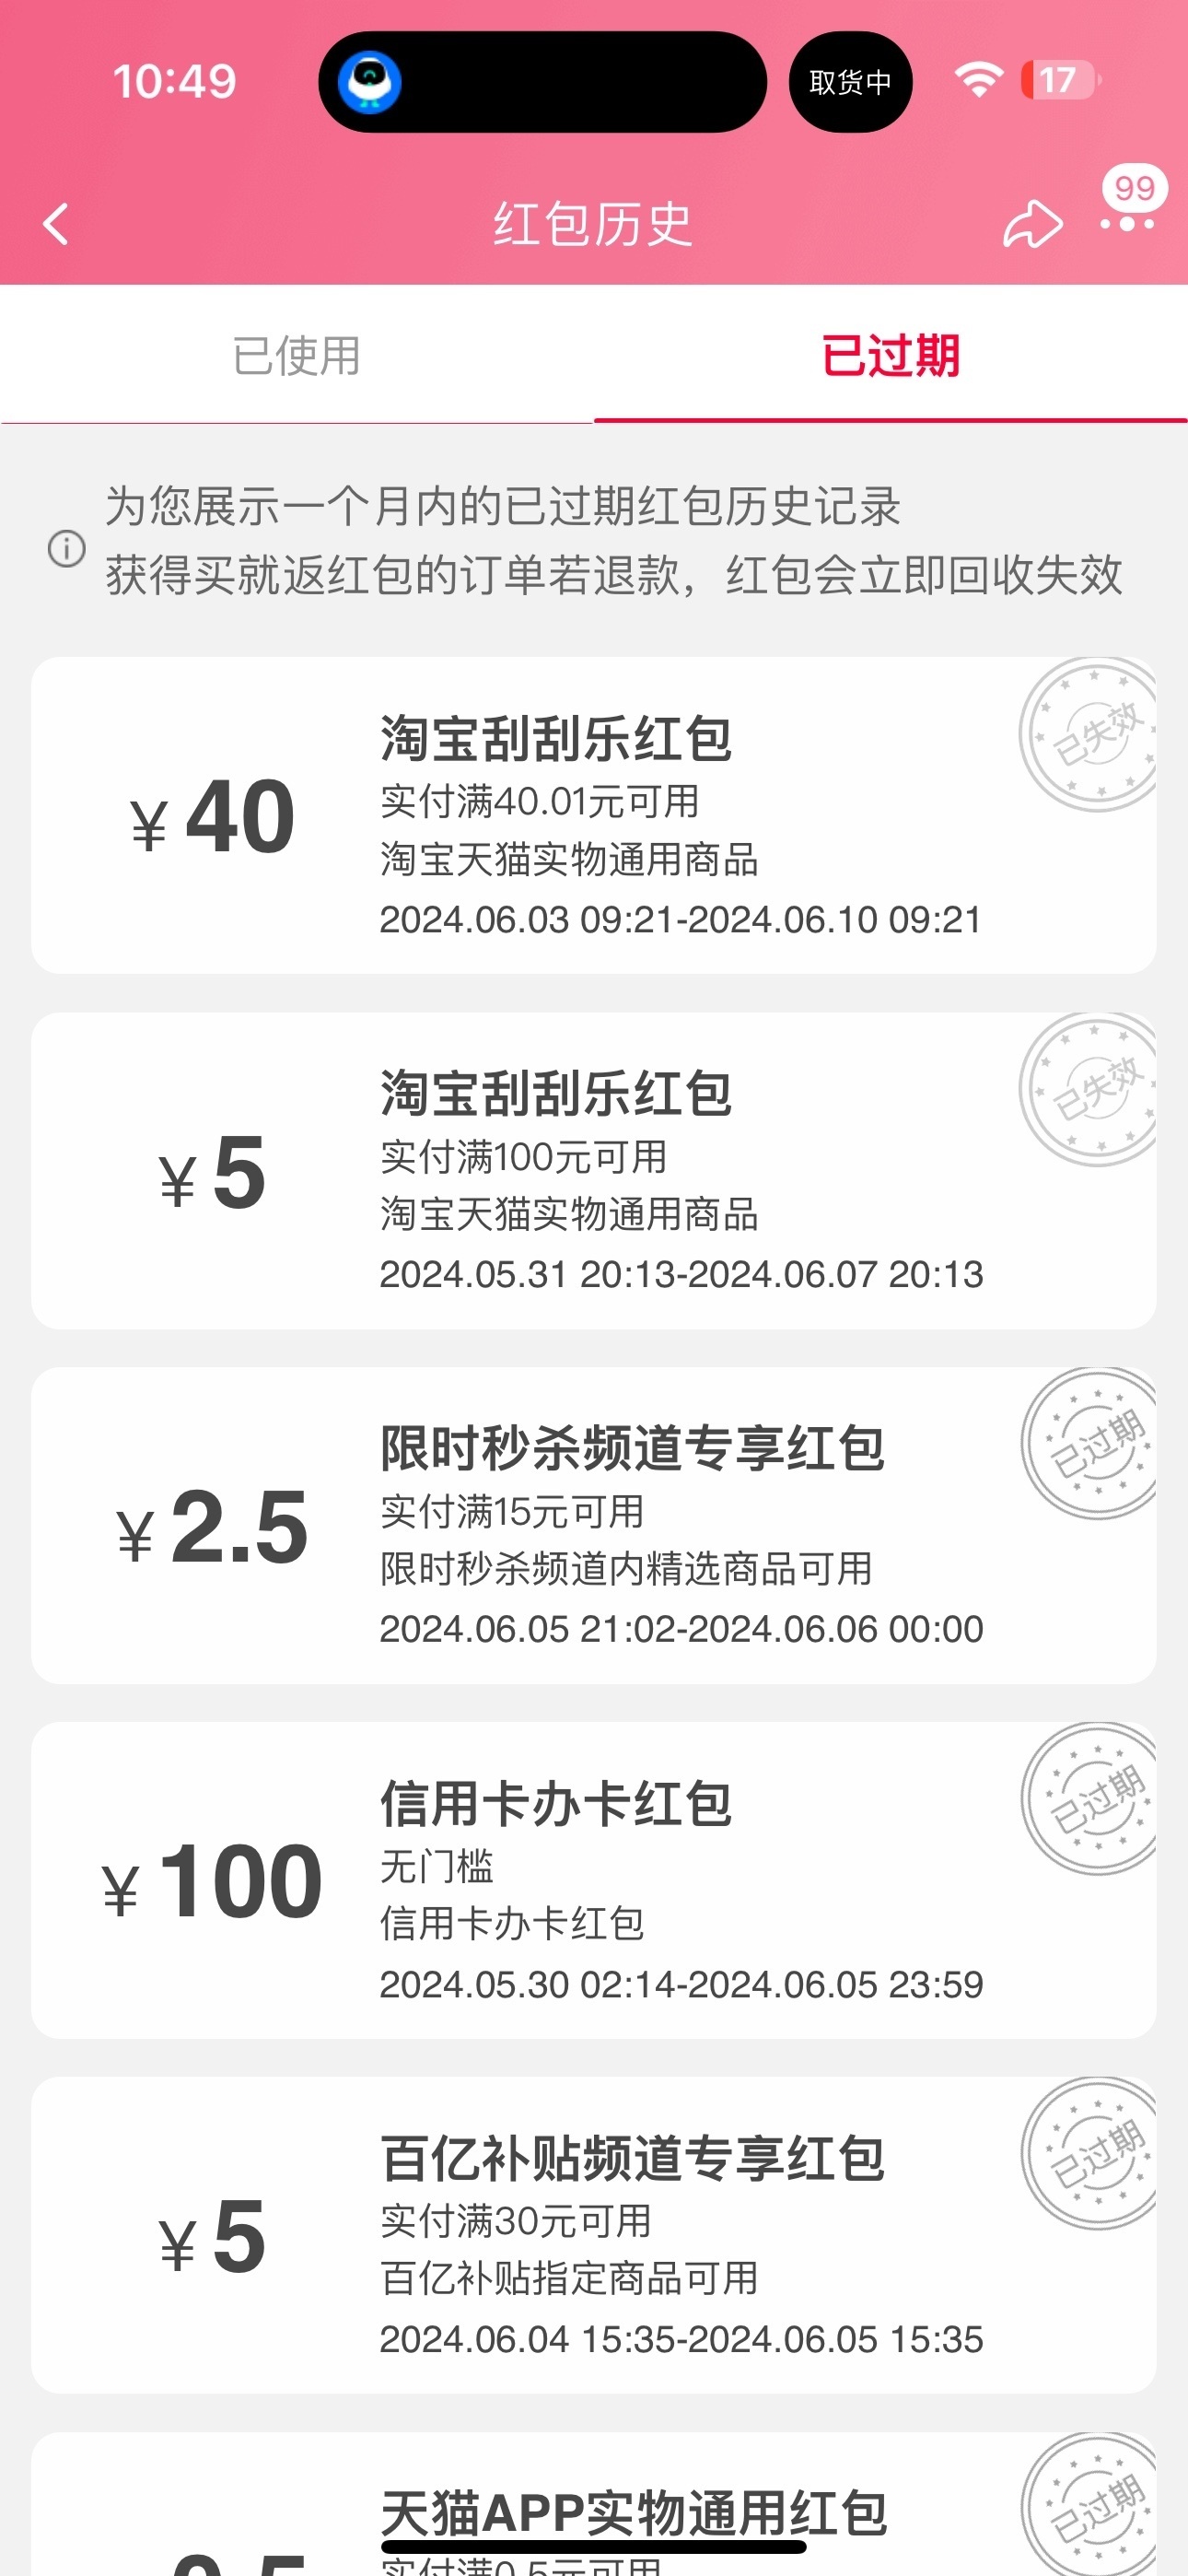 10:49
取货中
17
99
红包历史
已使用
已过期
为您展示一个月内的已过期红包历史记录
获得买就返红包的订单若退款，红包会立即回收失效
已失效
淘宝刮刮乐红包
¥ 40
实付满40.01元可用
淘宝天猫实物通用商品
2024.06.03 09:21-2024.06.10 09:21
已失效
淘宝刮刮乐红包
¥ 5
实付满100元可用
淘宝天猫实物通用商品
2024.05.31 20:13-2024.06.07 20:13
已过期
限时秒杀频道专享红包
¥ 2.5
实付满15元可用
限时秒杀频道内精选商品可用
2024.06.05 21:02-2024.06.06 00:00
已过期
信用卡办卡红包
¥ 100
无门槛
信用卡办卡红包
2024.05.30 02:14-2024.06.05 23:59
已过期
百亿补贴频道专享红包
¥ 5
实付满30元可用
百亿补贴指定商品可用
2024.06.04 15:35-2024.06.05 15:35
已过期
天猫APP实物通用红包